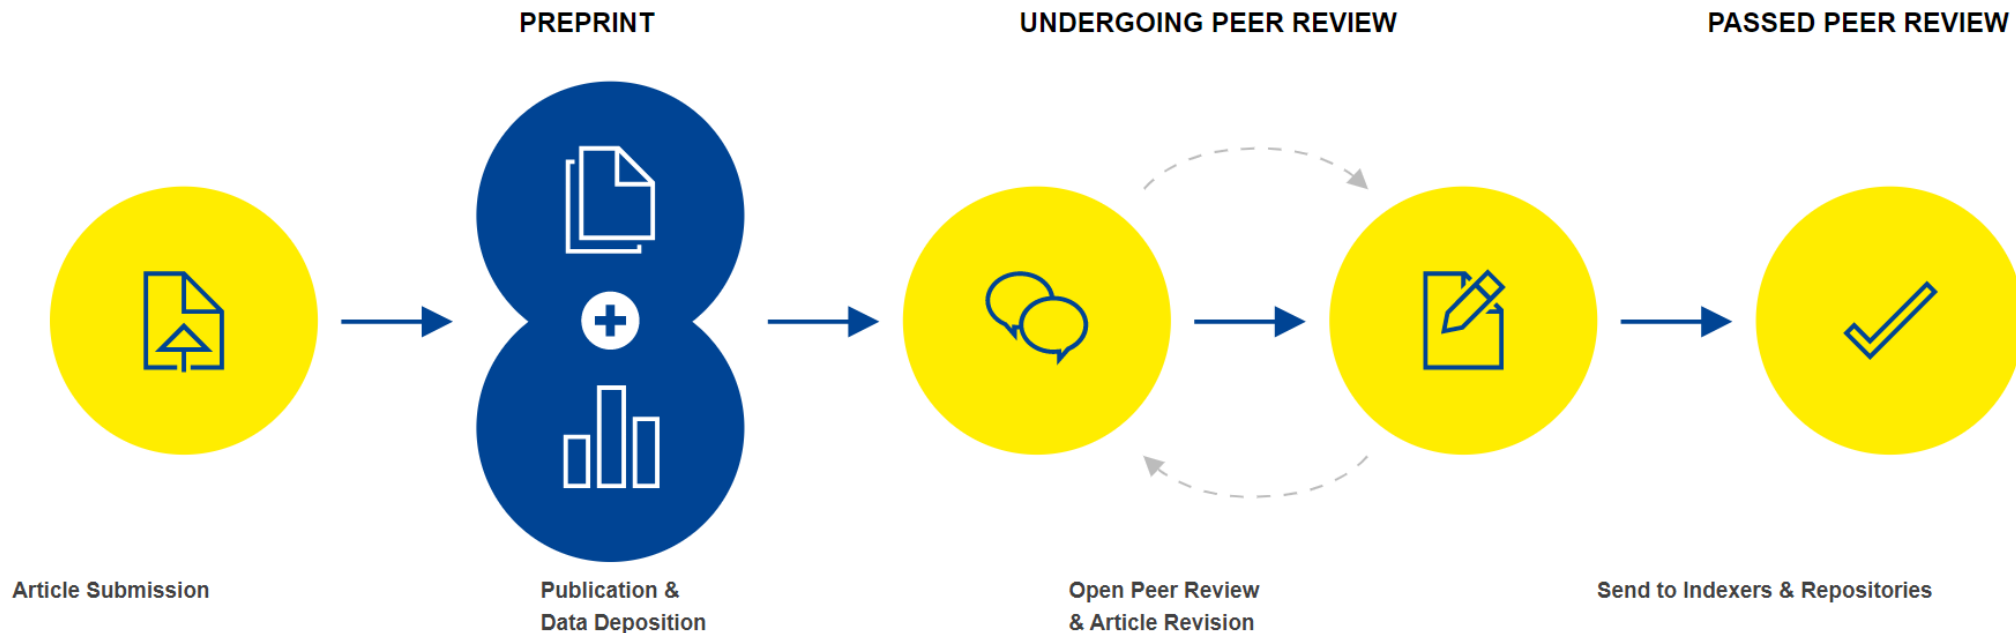 PREPRINT
UNDERGOING PEER REVIEW
PASSED PEER REVIEW
Article Submission
Publication &
Data Deposition
Open Peer Review
& Article Revision
Send to Indexers & Repositories